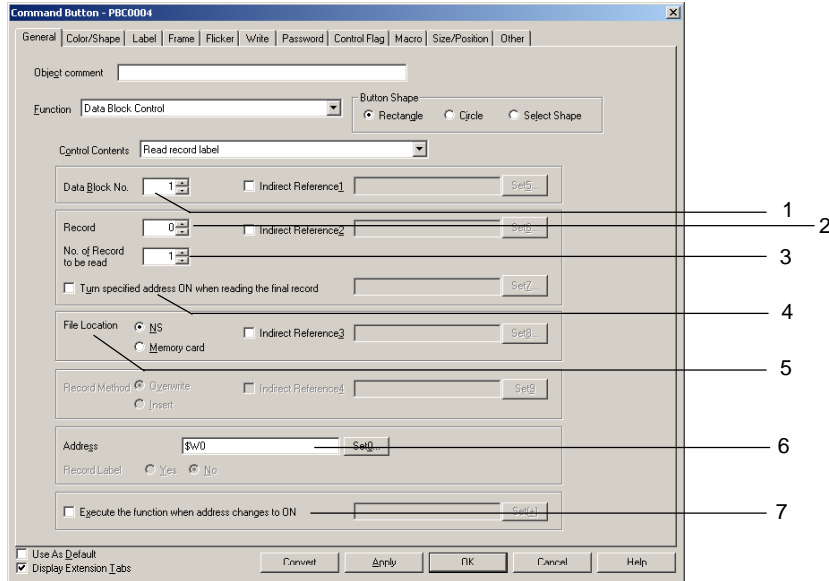 Command Button - PBC0004
General Color/Shape Label Frame Flicker Write Password Control Flag Macro Size/Position Other
Object comment
Function Data Block Control
Button Shape
Rectangle Circle Select Shape
Control Contents Read record label
Data Block No. 1 Indirect Reference1 Set5...
1
Record 0 Indirect Reference2 Set6...
2
No. of Record
to be read 1
3
Turn specified address ON when reading the final record Set7...
4
File Location NS Indirect Reference3 Set8...
Memory card
5
Record Method Overwrite Indirect Reference4 Set9
Insert
Address $W0 Set0...
6
Record Label Yes No
Execute the function when address changes to ON Set[+]
7
Use As Default
Display Extension Tabs
Convert Apply OK Cancel Help